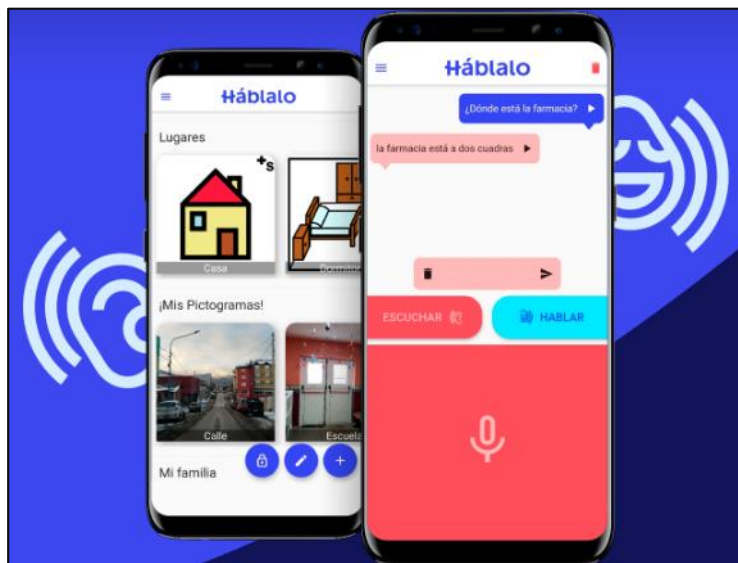 Háblalo
Lugares
+s
Casa
¡Mis Pictogramas!
Calle
Escuela
Mi familia
Háblalo
¿Dónde está la farmacia?
la farmacia está a dos cuadras
ESCUCHAR
HABLAR